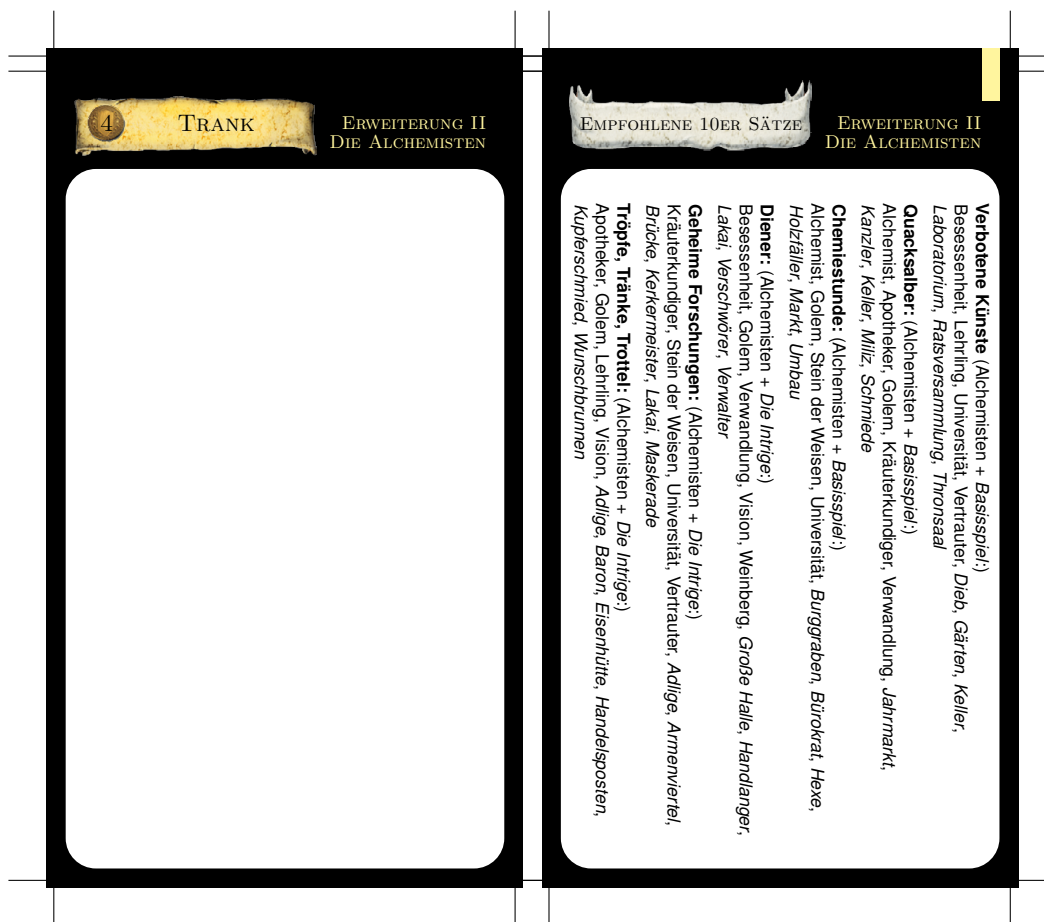 4
TRANK
ERWEITERUNG II
DIE ALCHEMISTEN
EMPFOHLENE 10ER SÄTZE
ERWEITERUNG II
DIE ALCHEMISTEN
Verbotene Künste (Alchemisten + Basisspiel:)
Besessenheit, Lehrling, Universität, Vertrauter, Dieb, Gärten, Keller,
Laboratorium, Ratsversammlung, Thronsaal
Quacksalber: (Alchemisten + Basisspiel:)
Alchemist, Apotheker, Golem, Kräuterkundiger, Verwandlung, Jahrmarkt,
Kanzler, Keller, Miliz, Schmiede
Chemiestunde: (Alchemisten + Basisspiel:)
Alchemist, Golem, Stein der Weisen, Universität, Burggraben, Bürokrat, Hexe,
Holzfäller, Markt, Umbau
Diener: (Alchemisten + Die Intrige:)
Besessenheit, Golem, Verwandlung, Vision, Weinberg, Große Halle, Handlanger,
Lakai, Verschwörer, Verwalter
Geheime Forschungen: (Alchemisten + Die Intrige:)
Kräuterkundiger, Stein der Weisen, Universität, Vertrauter, Adlige, Armenviertel,
Brücke, Kerkermeister, Lakai, Maskerade
Tröpfe, Tränke, Trottel: (Alchemisten + Die Intrige:)
Apotheker, Golem, Lehrling, Vision, Adlige, Baron, Eisenhütte, Handelsposten,
Kupferschmied, Wunschbrunnen